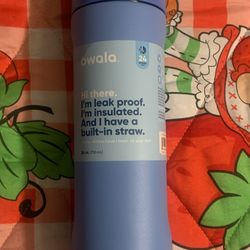 owala
24
Hi there.
I'm leak proof.
I'm insulated.
And I have a
built-in straw.